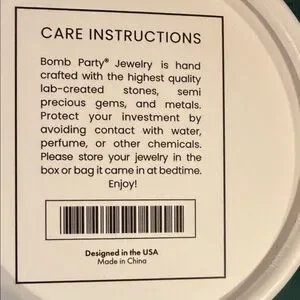 CARE INSTRUCTIONS
Bomb Party® Jewelry is hand
crafted with the highest quality
lab-created stones, semi
precious gems, and metals.
Protect your investment by
avoiding contact with water,
perfume, or other chemicals.
Please store your jewelry in the
box or bag it came in at bedtime.
Enjoy!
Designed in the USA
Made in China